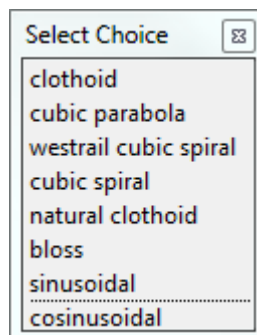 Select Choice
clothoid
cubic parabola
westrail cubic spiral
cubic spiral
natural clothoid
bloss
sinusoidal
cosinusoidal